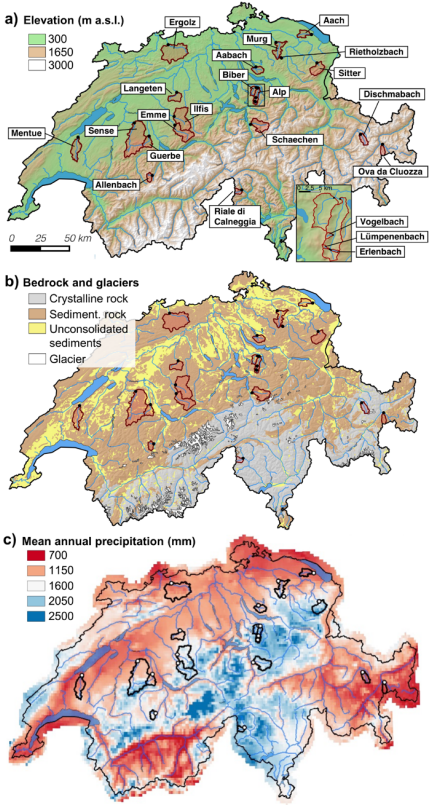 a) Elevation (m a.s.l.)
300
1650
3000
Ergolz
Aach
Murg
Rietholzbach
Aabach
Biber
Sitter
Langeten
Alp
Dischmabach
Ilfis
Emme
Mentue
Sense
Schaechen
Guerbe
Allenbach
Ova da Cluozza
Riale di
Calneggia
Vogelbach
Lümpenenbach
Erlenbach
0 25 50 km
b) Bedrock and glaciers
Crystalline rock
Sediment. rock
Unconsolidated
sediments
Glacier
c) Mean annual precipitation (mm)
700
1150
1600
2050
2500